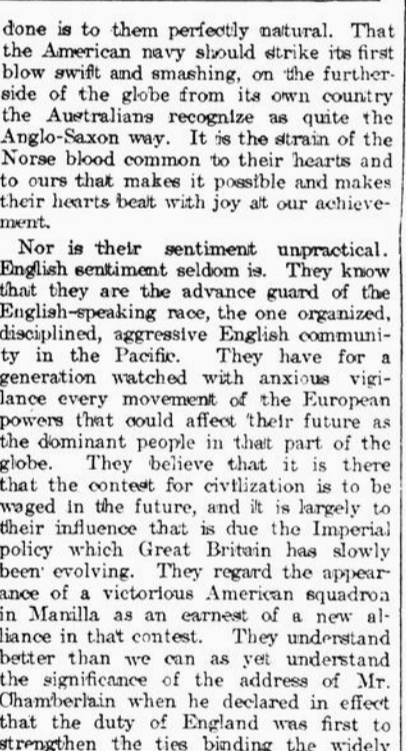 done is to them perfectly natural. That
the American navy should strike its first
blow swift and smashing, on the further-
side of the globe from its own country
the Australians recognize as quite the
Anglo-Saxon way. It is the strain of the
Norse blood common to their hearts and
to ours that makes it possible and makes
their hearts beat with joy at our achieve-
ment.
Nor is their sentiment unpractical.
English sentiment seldom is. They know
that they are the advance guard of the
English-speaking race, the one organized,
disciplined, aggressive English communi-
ty in the Pacific. They have for a
generation watched with anxious vigi-
lance every movement of the European
powers that could affect their future as
the dominant people in that part of the
globe. They believe that it is there
that the contest for civilization is to be
waged in the future, and it is largely to
their influence that is due the Imperial
policy which Great Britain has slowly
been evolving. They regard the appear-
ance of a victorious American squadron
in Manilla as an earnest of a new al-
liance in that contest. They understand
better than we can as yet understand
the significance of the address of Mr.
Chamberlain when he declared in effect
that the duty of England was first to
strengthen the ties binding the widely